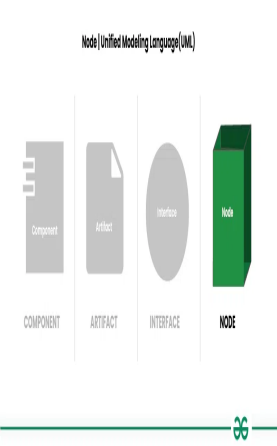 Node | Unified Modeling Language(UML)
Component
Artifact
Interface
Node
COMPONENT
ARTIFACT
INTERFACE
NODE